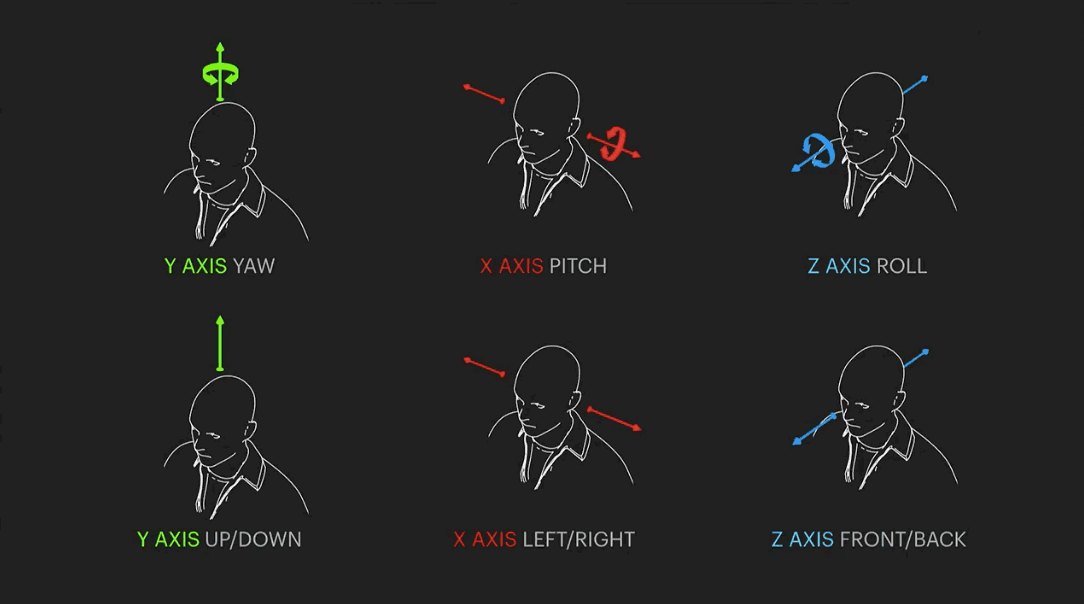 Y AXIS YAW
X AXIS PITCH
Z AXIS ROLL
Y AXIS UP/DOWN
X AXIS LEFT/RIGHT
Z AXIS FRONT/BACK